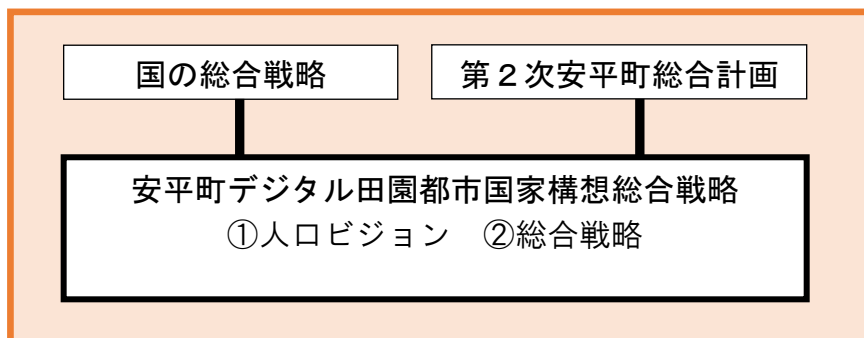 国の総合戦略
第２次安平町総合計画
安平町デジタル田園都市国家構想総合戦略
①人口ビジョン　②総合戦略